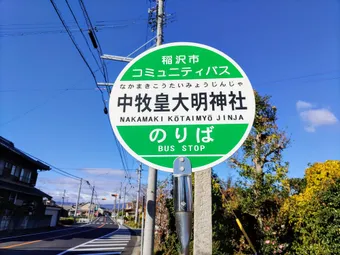 稲沢市
コミュニティバス
なかまきこうたいみょうじんじゃ
中牧皇大明神社
NAKAMAKI KŌTAIMYŌ JINJA
のりば
BUS STOP